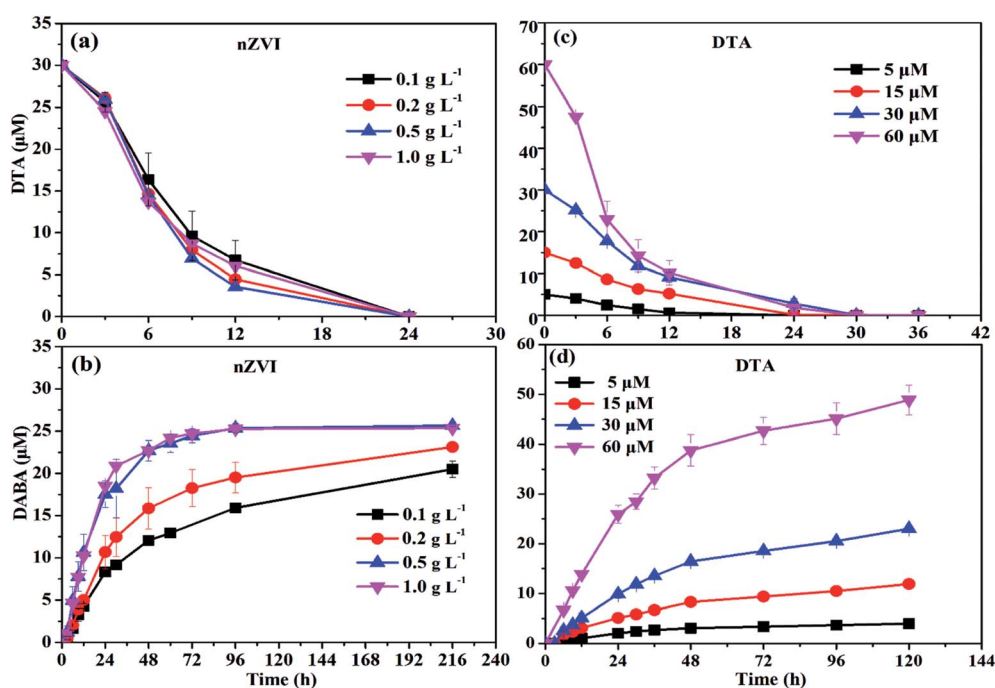 (a)
nZVI
0.1 g L⁻¹
0.2 g L⁻¹
0.5 g L⁻¹
1.0 g L⁻¹
DTA (µM)
35
30
25
20
15
10
5
0
0 6 12 18 24 30
(c)
DTA
5 µM
15 µM
30 µM
60 µM
70
60
50
40
30
20
10
0
0 6 12 18 24 30 36 42
(b)
nZVI
0.1 g L⁻¹
0.2 g L⁻¹
0.5 g L⁻¹
1.0 g L⁻¹
DABA (µM)
35
30
25
20
15
10
5
0
0 24 48 72 96 120 144 168 192 216 240
Time (h)
(d)
DTA
5 µM
15 µM
30 µM
60 µM
60
50
40
30
20
10
0
0 24 48 72 96 120 144
Time (h)